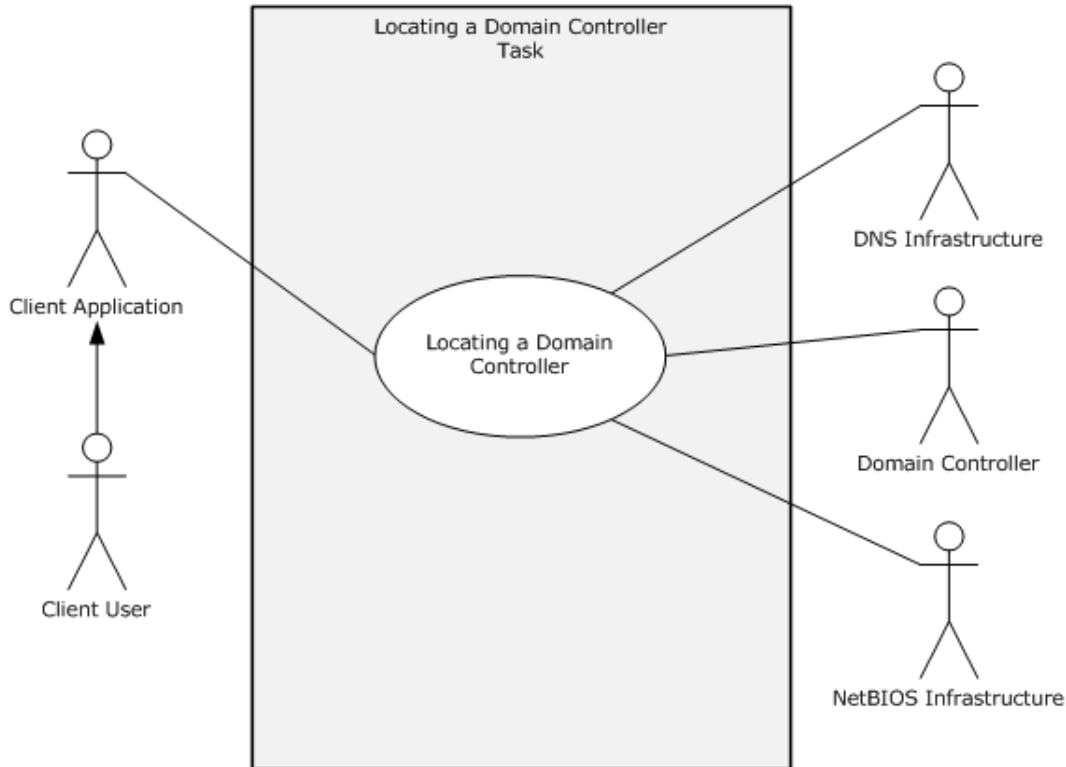 Locating a Domain Controller
Task
Client Application
Client User
Locating a Domain
Controller
DNS Infrastructure
Domain Controller
NetBIOS Infrastructure